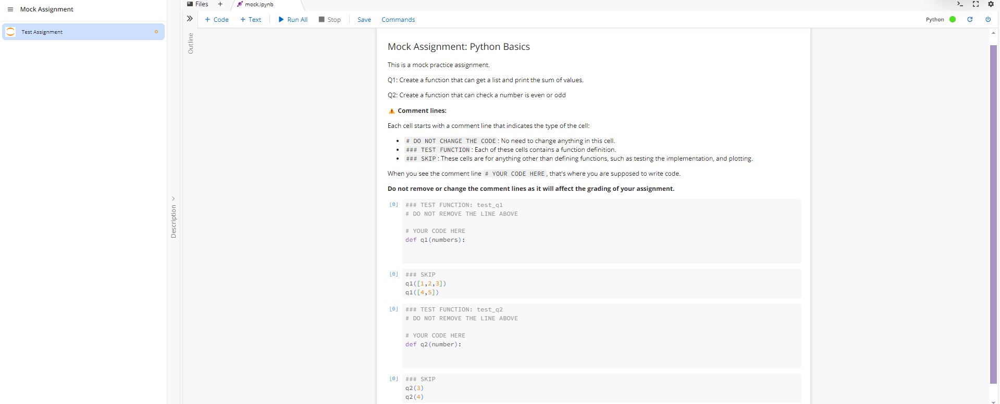 Mock Assignment
Test Assignment
Description
Files
mock.ipynb
+ Code
+ Text
Run All
Stop
Save
Commands
Python
Outline
Mock Assignment: Python Basics
This is a mock practice assignment.
Q1: Create a function that can get a list and print the sum of values.
Q2: Create a function that can check a number is even or odd
Comment lines:
Each cell starts with a comment line that indicates the type of the cell:
# DO NOT CHANGE THE CODE: No need to change anything in this cell.
### TEST FUNCTION: Each of these cells contains a function definition.
### SKIP: These cells are for anything other than defining functions, such as testing the implementation, and plotting.
When you see the comment line # YOUR CODE HERE, that's where you are supposed to write code.
Do not remove or change the comment lines as it will affect the grading of your assignment.
[0] ### TEST FUNCTION: test_q1
# DO NOT REMOVE THE LINE ABOVE
# YOUR CODE HERE
def q1(numbers):
[0] ### SKIP
q1([1,2,3])
q1([4,5])
[0] ### TEST FUNCTION: test_q2
# DO NOT REMOVE THE LINE ABOVE
# YOUR CODE HERE
def q2(number):
[0] ### SKIP
q2(3)
q2(4)